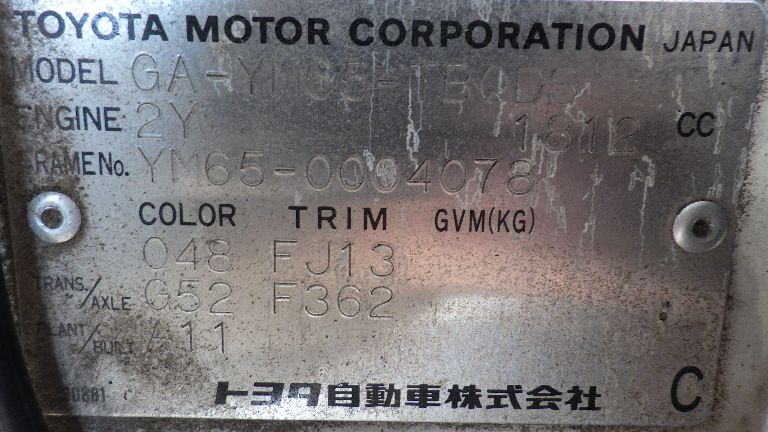 TOYOTA MOTOR CORPORATION JAPAN
MODEL GA-YM65-TBQDS
ENGINE 2Y 1812 CC
FRAME No. YM65-0004078
COLOR TRIM GVM(KG)
048 FJ13
TRANS./AXLE G52 F362
PLANT/BUILT A11
トヨタ自動車株式会社 C